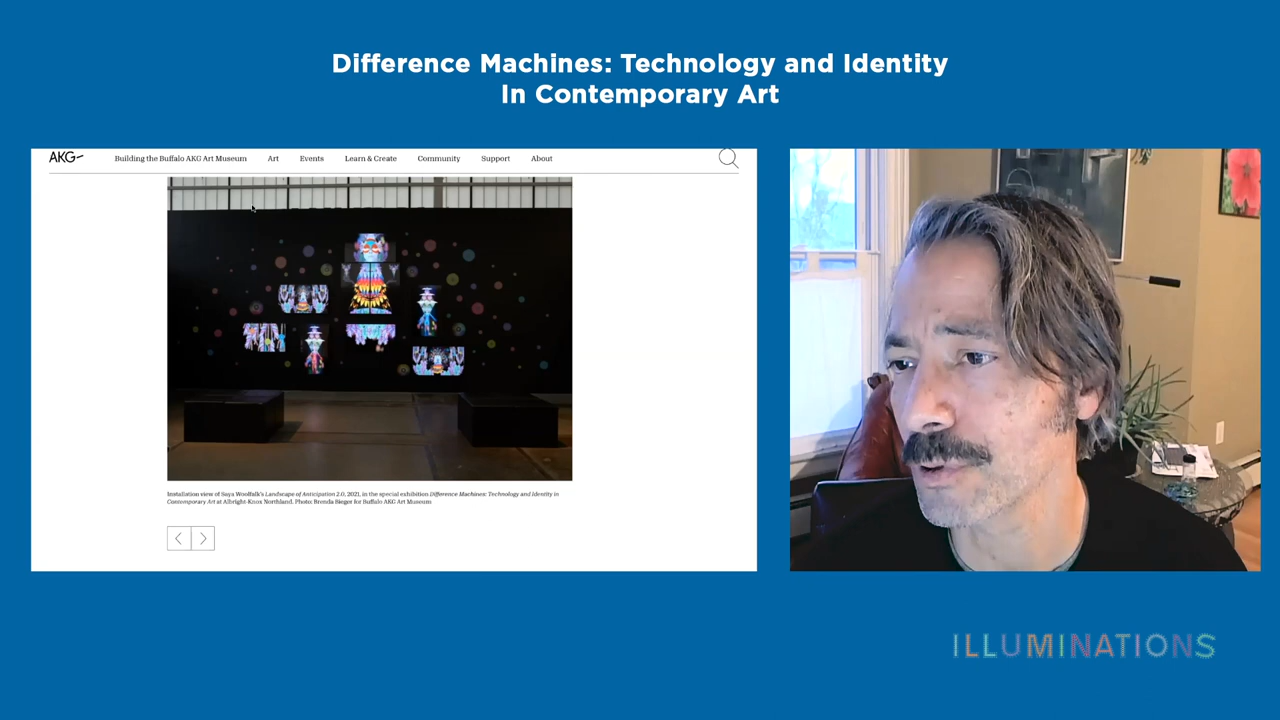 Difference Machines: Technology and Identity
In Contemporary Art
AKG
Building the Buffalo AKG Art Museum Art Events Learn & Create Community Support About
Installation view of Saya Woolfalk's Landscape of Anticipation 2.0, 2021, in the special exhibition Difference Machines: Technology and Identity in
Contemporary Art at Albright-Knox Northland. Photo: Brenda Bieger for Buffalo AKG Art Museum
ILLUMINATIONS